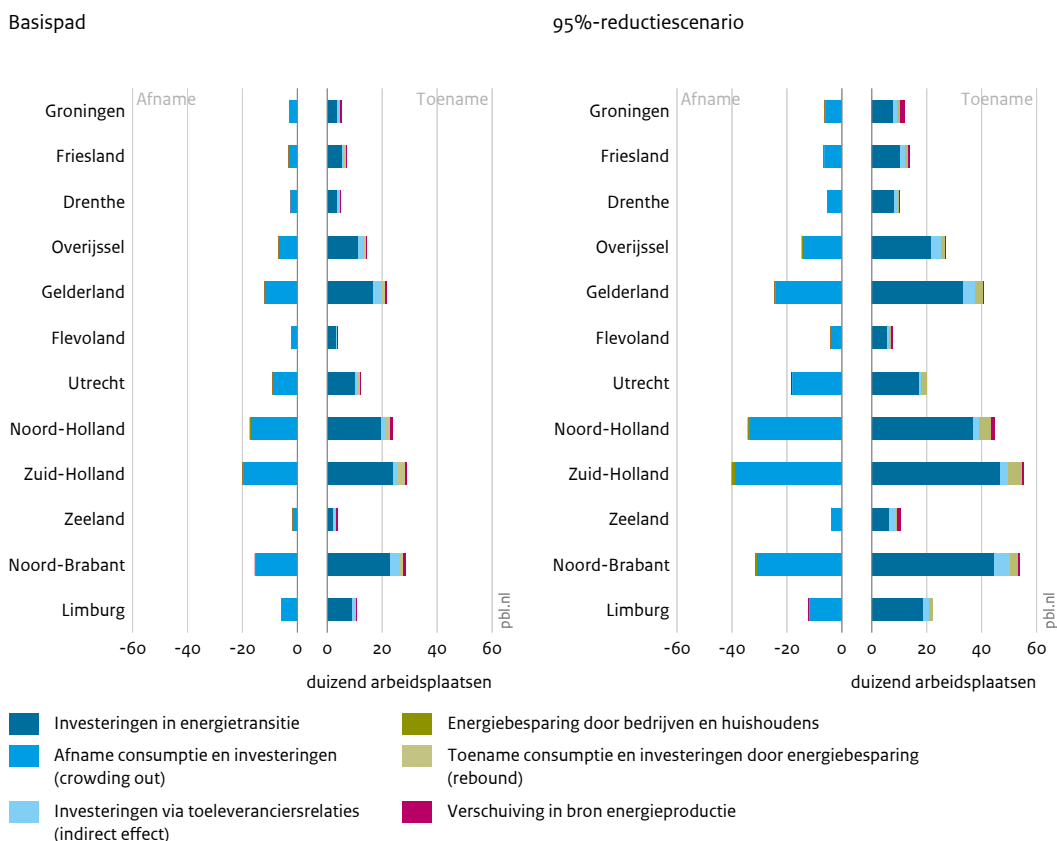 Basispad
Afname
Toename
Groningen
Friesland
Drenthe
Overijssel
Gelderland
Flevoland
Utrecht
Noord-Holland
Zuid-Holland
Zeeland
Noord-Brabant
Limburg
pbl.nl
-60 -40 -20 0 0 20 40 60
duizend arbeidsplaatsen
95%-reductiescenario
Afname
Toename
Groningen
Friesland
Drenthe
Overijssel
Gelderland
Flevoland
Utrecht
Noord-Holland
Zuid-Holland
Zeeland
Noord-Brabant
Limburg
pbl.nl
-60 -40 -20 0 0 20 40 60
duizend arbeidsplaatsen
Investeringen in energietransitie
Afname consumptie en investeringen
(crowding out)
Investeringen via toeleveranciersrelaties
(indirect effect)
Energiebesparing door bedrijven en huishoudens
Toename consumptie en investeringen door energiebesparing
(rebound)
Verschuiving in bron energieproductie